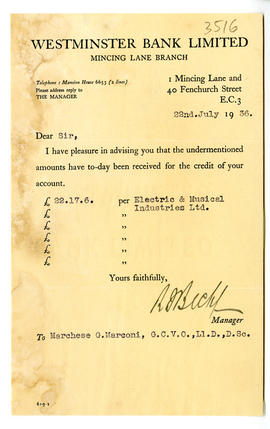 3516
WESTMINSTER BANK LIMITED
MINCING LANE BRANCH
Telephone : Mansion House 6653 (2 lines)
Please address reply to
THE MANAGER
1 Mincing Lane and
40 Fenchurch Street
E.C.3
22nd.July 1936.
Dear Sir,
I have pleasure in advising you that the undermentioned
amounts have to-day been received for the credit of your
account.
£ 22.17.6. per Electric & Musical
£ „ Industries Ltd.
£ „
£ „
£ „
£ „
Yours faithfully,
Manager
To Marchese G.Marconi, G.C.V.O.,Ll.D.,D.Sc.